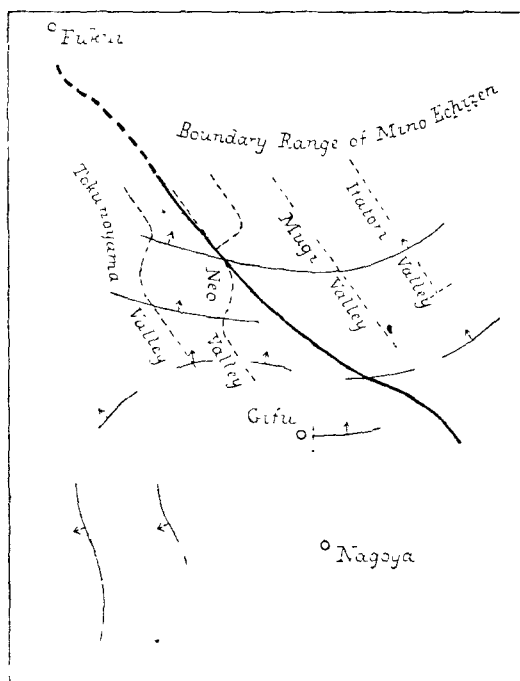 Fukui
Boundary Range of Mino Echizen
Tokunoyama
Valley
Neo
Valley
Mugi
Valley
Itatori
Valley
Gifu
Nagoya